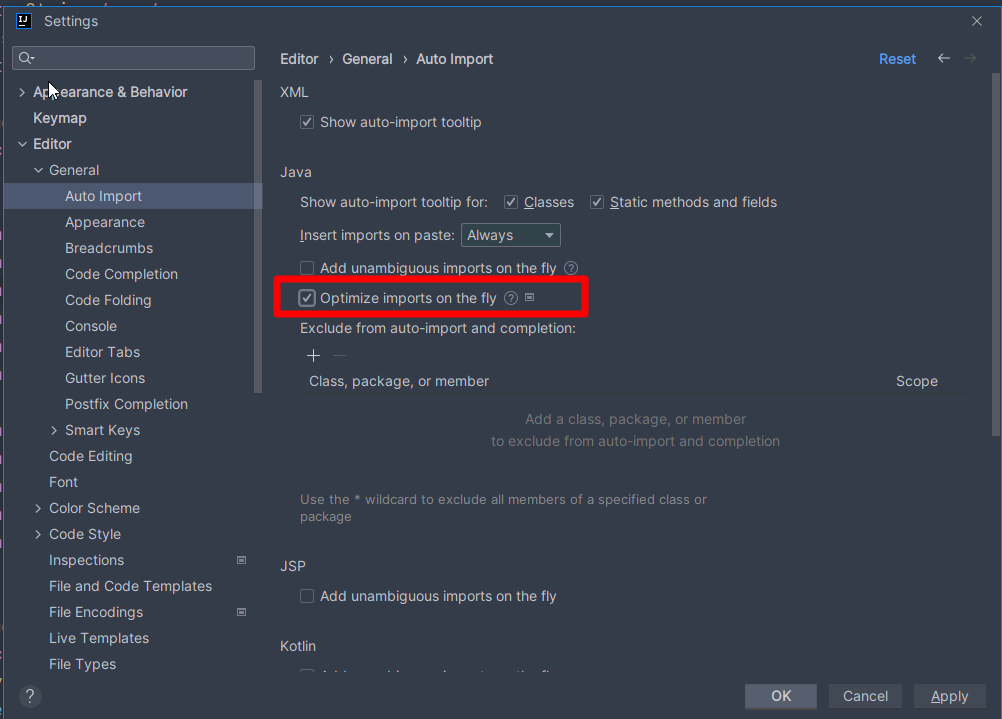 Settings
Editor › General › Auto Import Reset
Appearance & Behavior
Keymap
Editor
General
Auto Import
Appearance
Breadcrumbs
Code Completion
Code Folding
Console
Editor Tabs
Gutter Icons
Postfix Completion
Smart Keys
Code Editing
Font
Color Scheme
Code Style
Inspections
File and Code Templates
File Encodings
Live Templates
File Types
XML
Show auto-import tooltip
Java
Show auto-import tooltip for: Classes Static methods and fields
Insert imports on paste: Always
Add unambiguous imports on the fly ?
Optimize imports on the fly ?
Exclude from auto-import and completion:
Class, package, or member Scope
Add a class, package, or member
to exclude from auto-import and completion
Use the * wildcard to exclude all members of a specified class or
package
JSP
Add unambiguous imports on the fly
Kotlin
? OK Cancel Apply